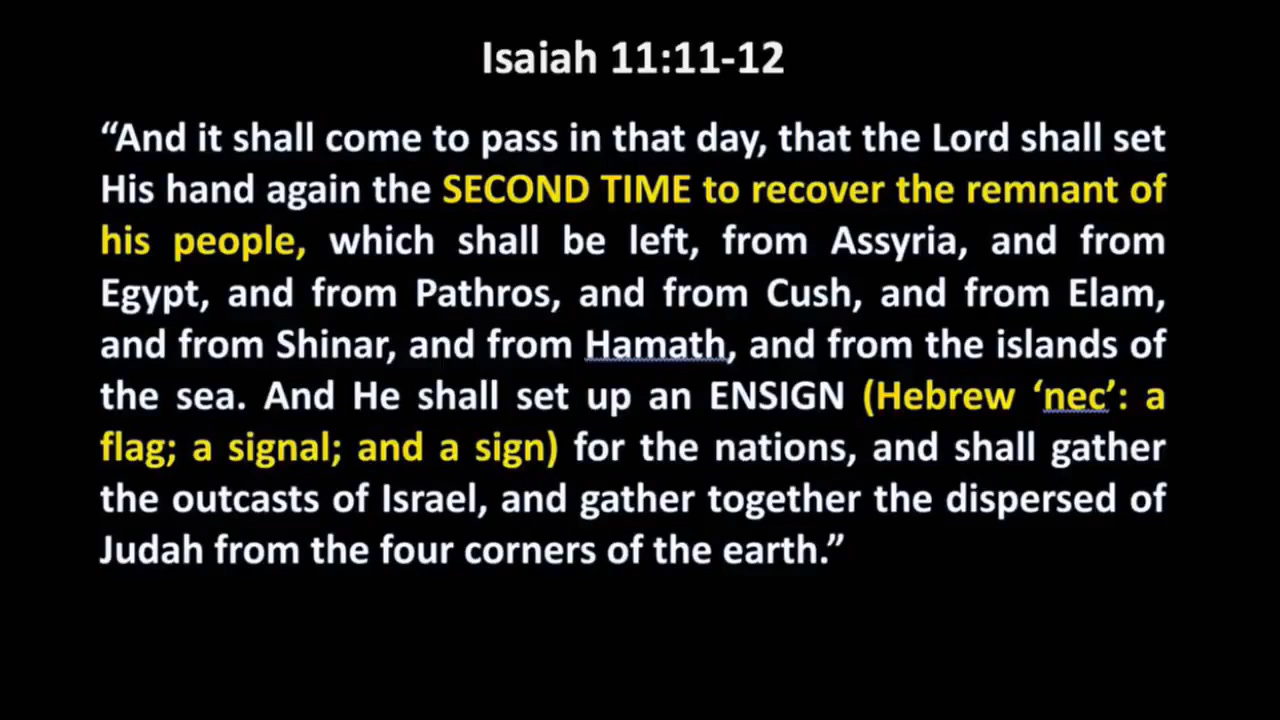 Isaiah 11:11-12
“And it shall come to pass in that day, that the Lord shall set
His hand again the SECOND TIME to recover the remnant of
his people, which shall be left, from Assyria, and from
Egypt, and from Pathros, and from Cush, and from Elam,
and from Shinar, and from Hamath, and from the islands of
the sea. And He shall set up an ENSIGN (Hebrew ‘nec’: a
flag; a signal; and a sign) for the nations, and shall gather
the outcasts of Israel, and gather together the dispersed of
Judah from the four corners of the earth.”